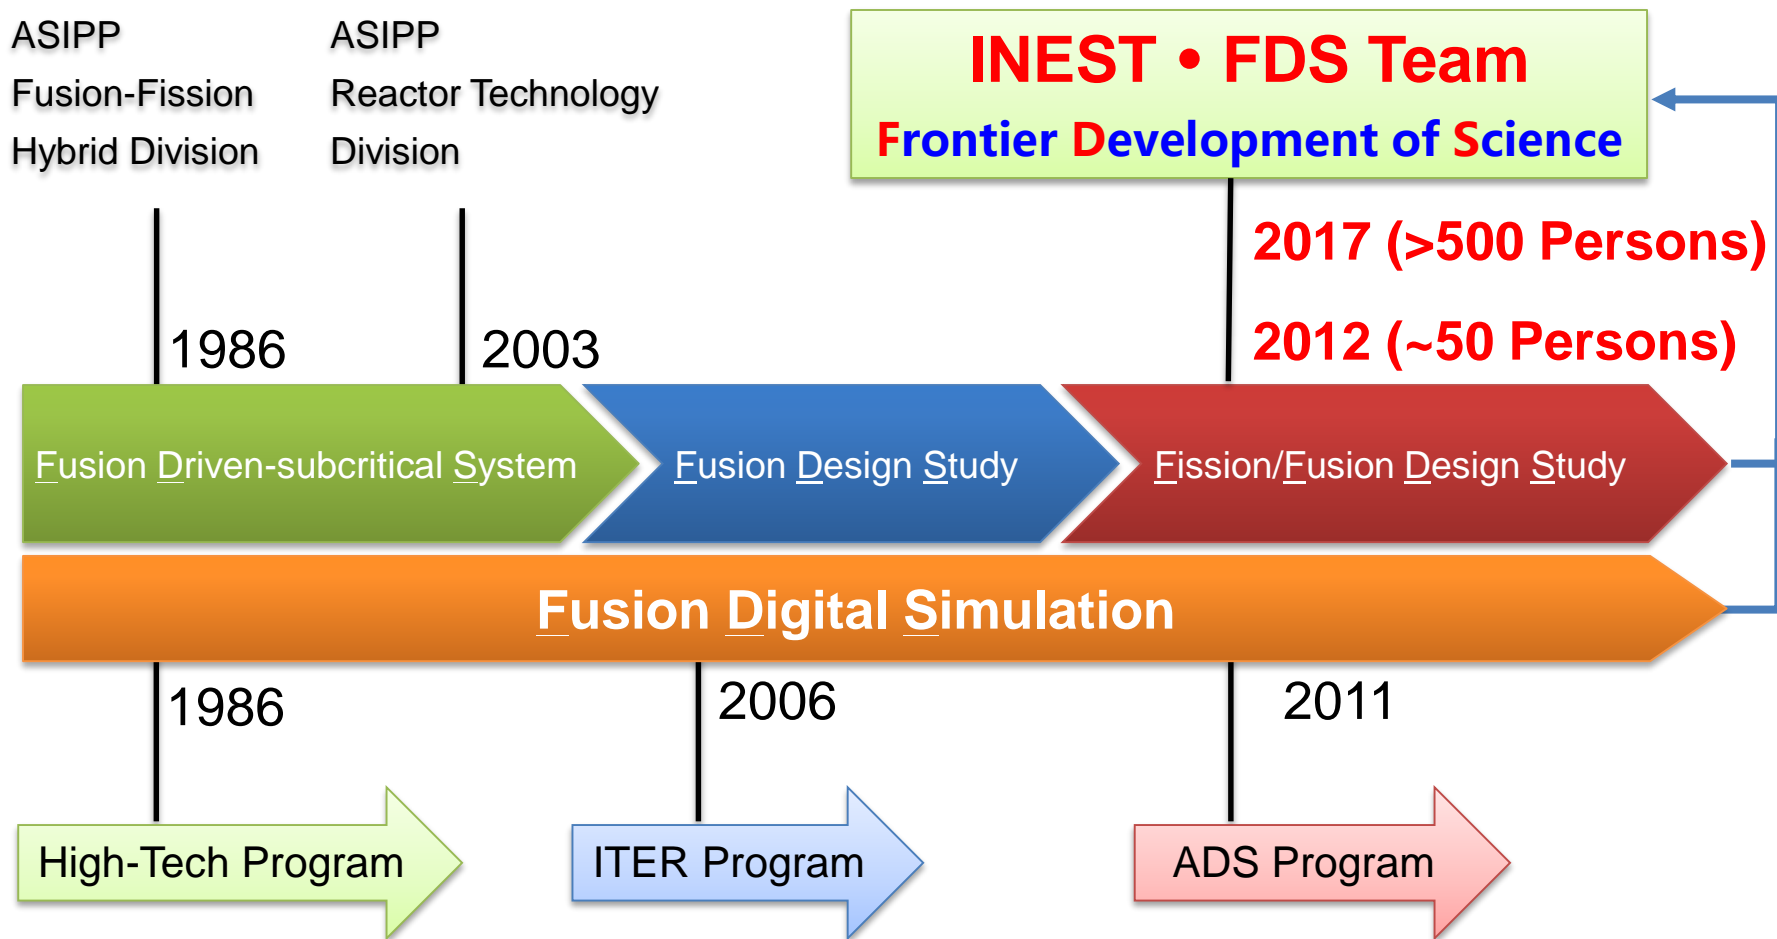 ASIPP
Fusion-Fission
Hybrid Division
ASIPP
Reactor Technology
Division
INEST • FDS Team
Frontier Development of Science
2017 (>500 Persons)
2012 (~50 Persons)
1986
2003
Fusion Driven-subcritical System
Fusion Design Study
Fission/Fusion Design Study
Fusion Digital Simulation
1986
2006
2011
High-Tech Program
ITER Program
ADS Program